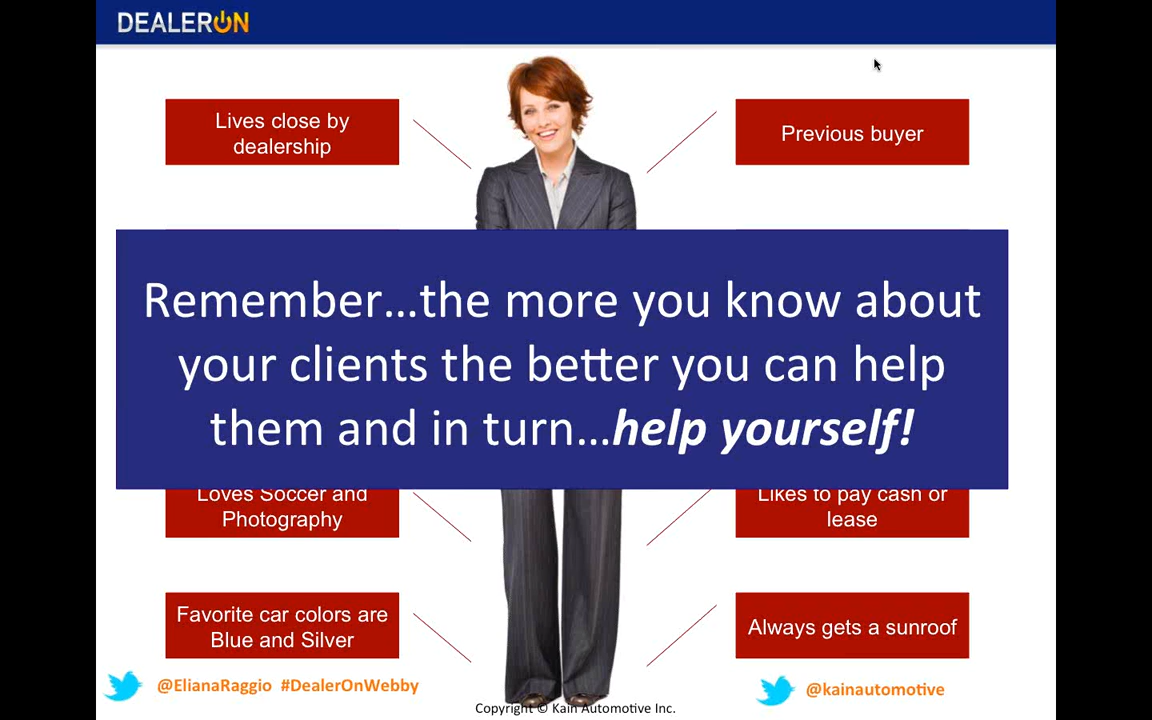 DEALERON
Lives close by
dealership
Previous buyer
Remember...the more you know about
your clients the better you can help
them and in turn...help yourself!
Loves Soccer and
Photography
Likes to pay cash or
lease
Favorite car colors are
Blue and Silver
Always gets a sunroof
@ElianaRaggio #DealerOnWebby
@kainautomotive
Copyright © Kain Automotive Inc.